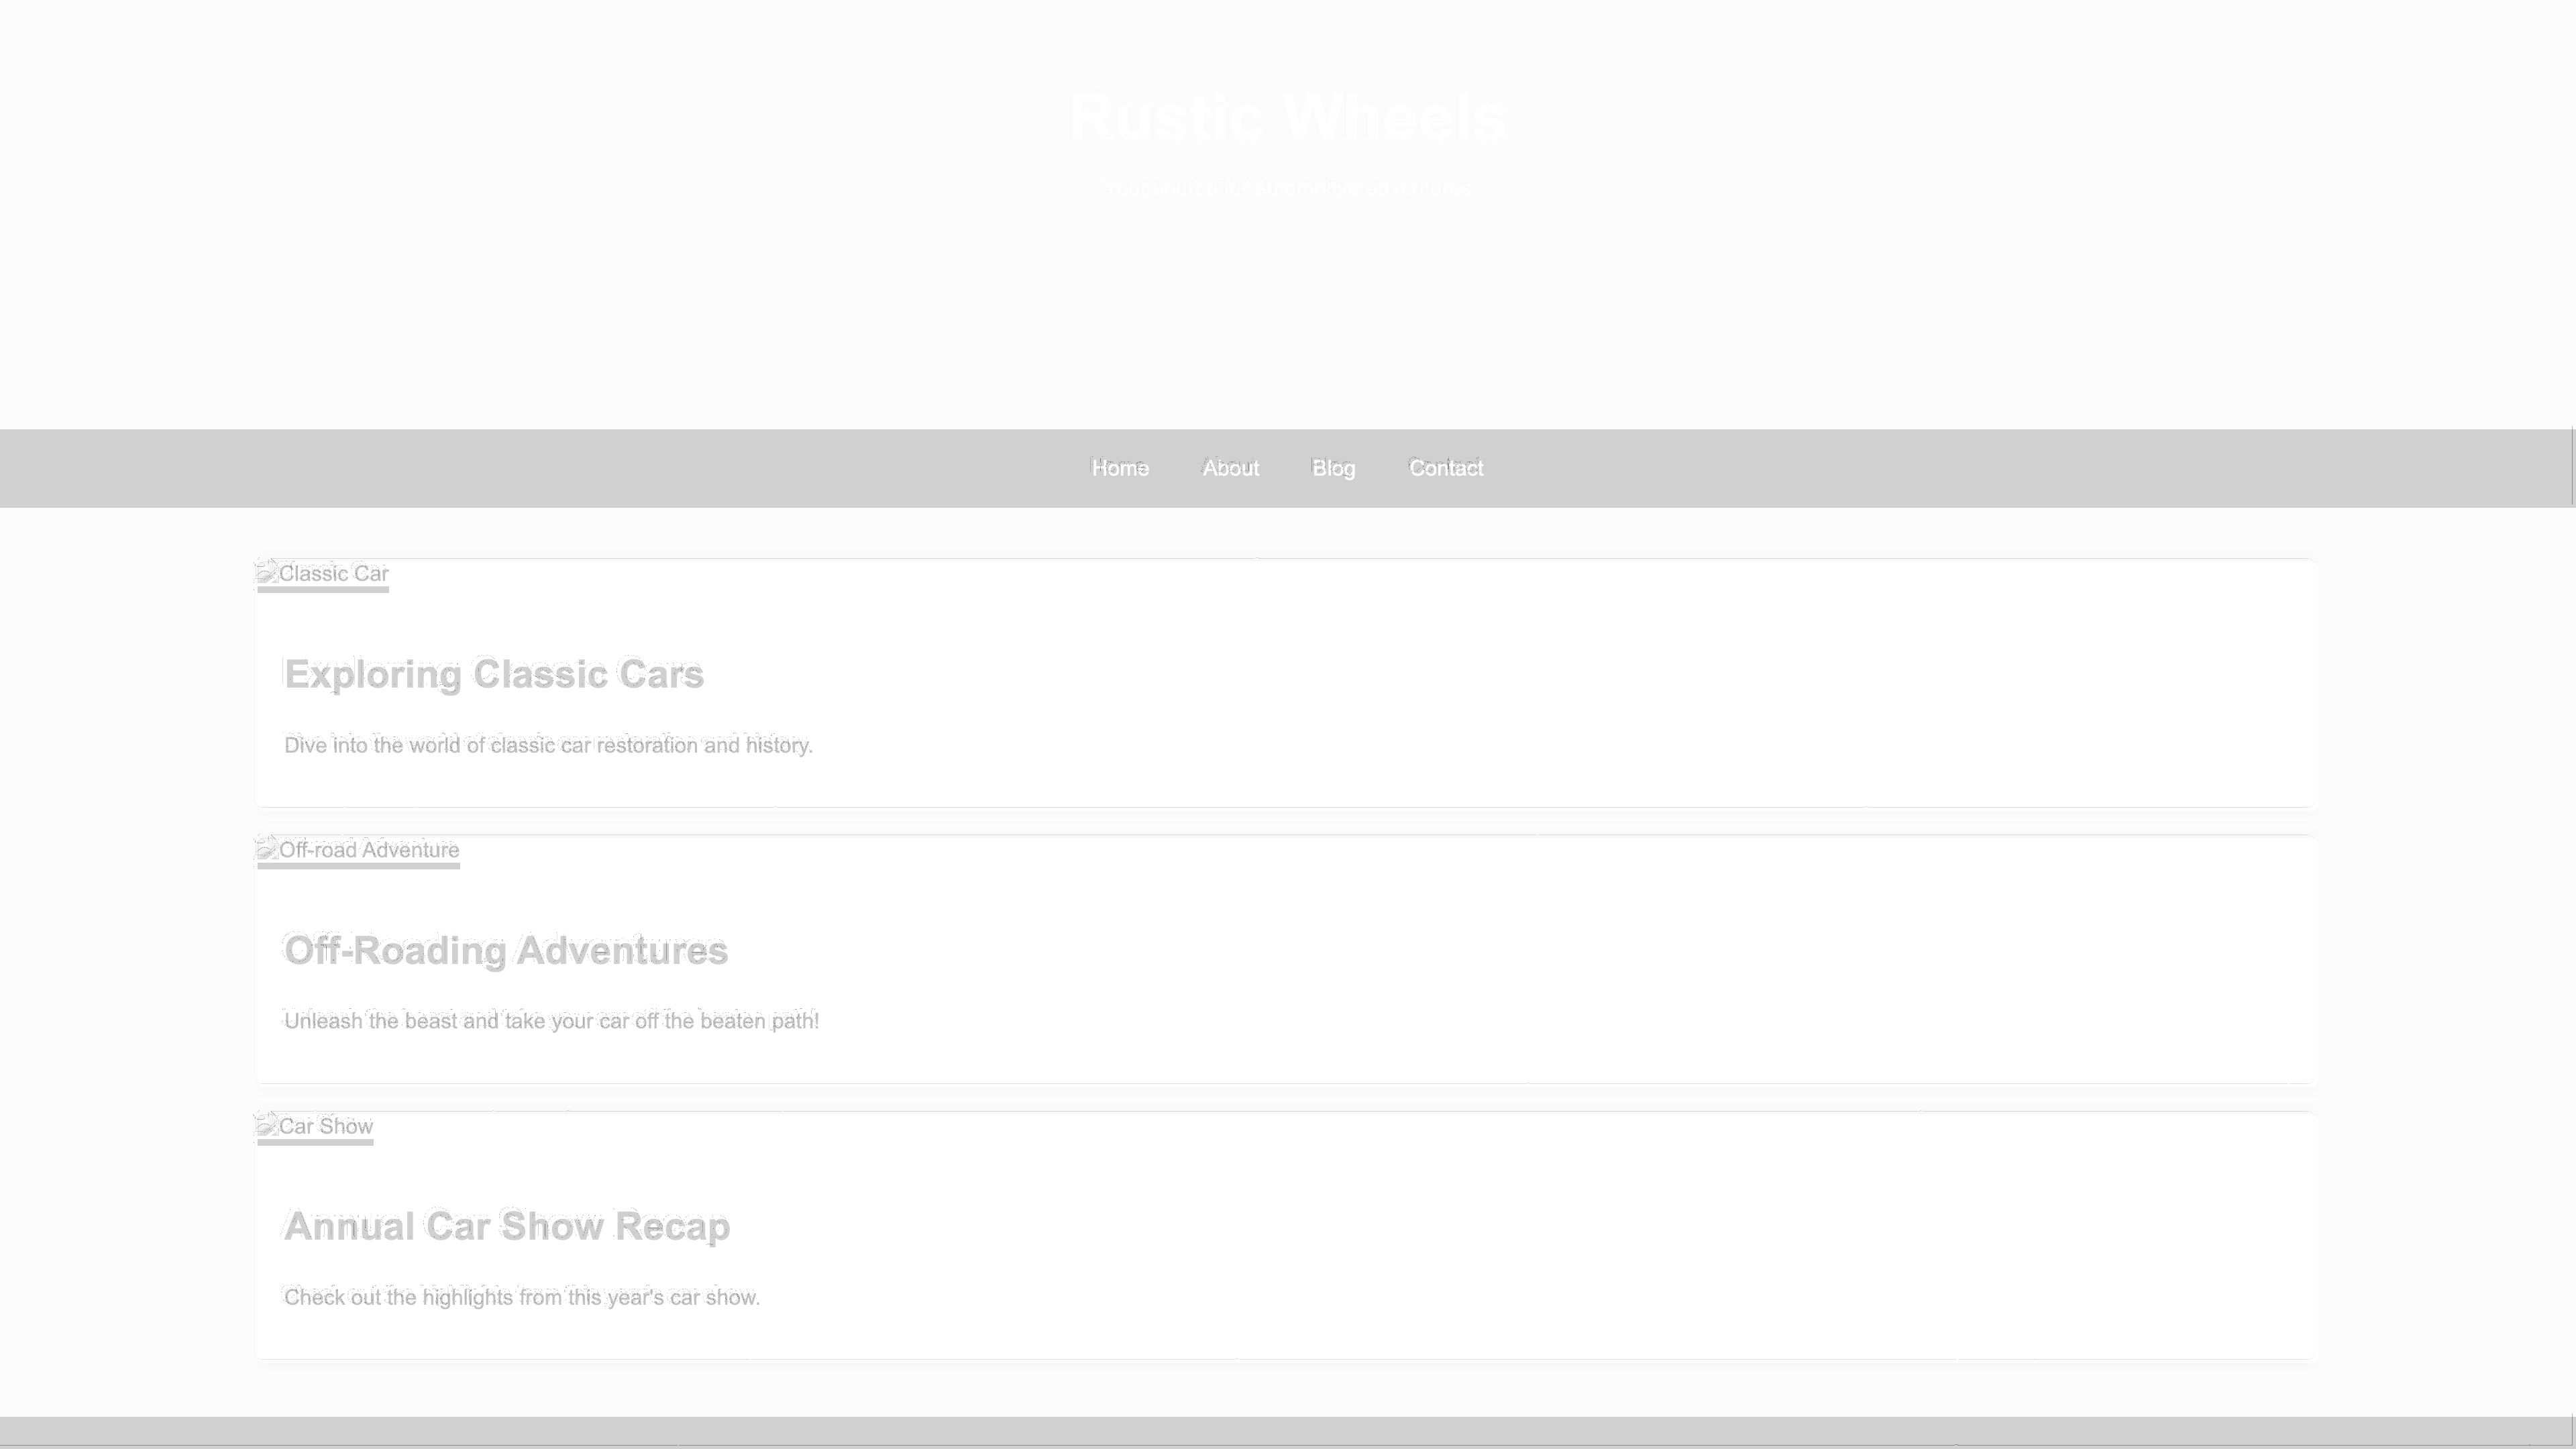 Rustic Wheels
Your source for automotive adventures
Home About Blog Contact
Classic Car
Exploring Classic Cars
Dive into the world of classic car restoration and history.
Off-road Adventure
Off-Roading Adventures
Unleash the beast and take your car off the beaten path!
Car Show
Annual Car Show Recap
Check out the highlights from this year's car show.